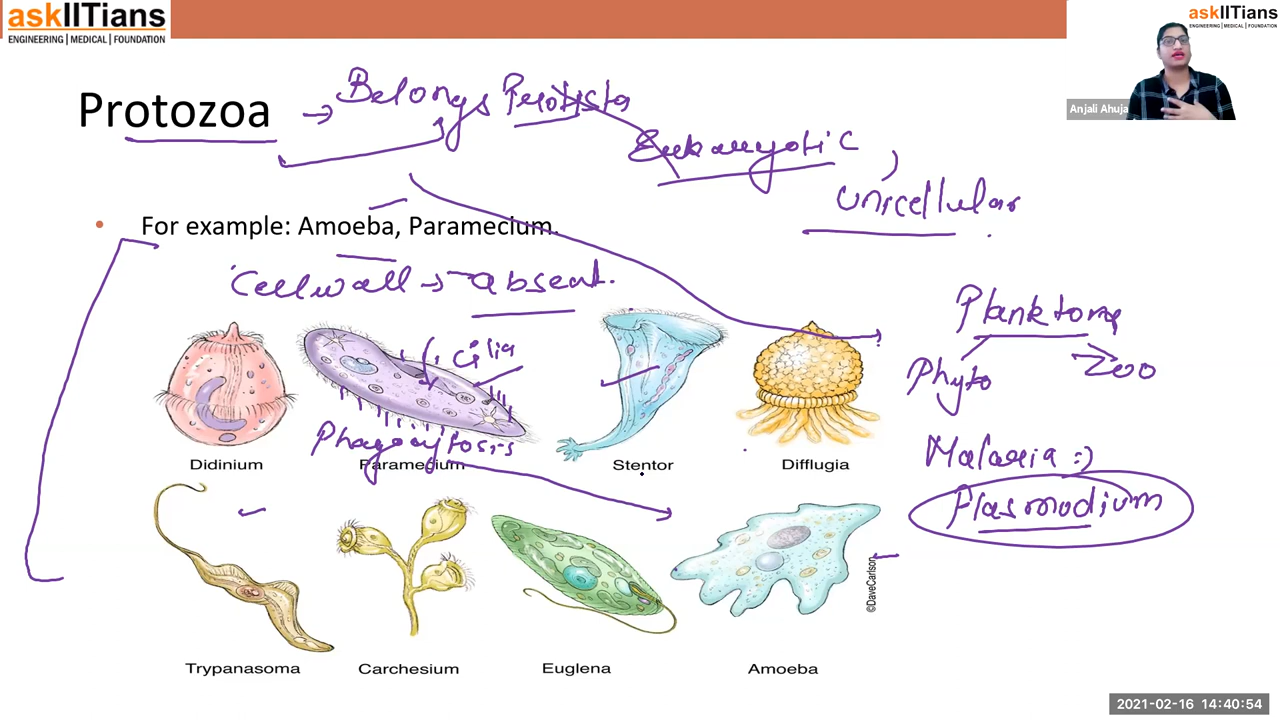 askIITians
ENGINEERING | MEDICAL | FOUNDATION
askIITians
ENGINEERING | MEDICAL | FOUNDATION
Anjali Ahuja
Protozoa → Belongs Protista
Eukaryotic ,
unicellular
• For example: Amoeba, Paramecium.
Cellwall → absent.
Planktons
Phyto Zoo
Cilia
Phagocytosis
Malaria :)
Plasmodium
Didinium Paramecium Stentor Difflugia
©DaveCarlson
Trypanasoma Carchesium Euglena Amoeba
2021-02-16 14:40:54